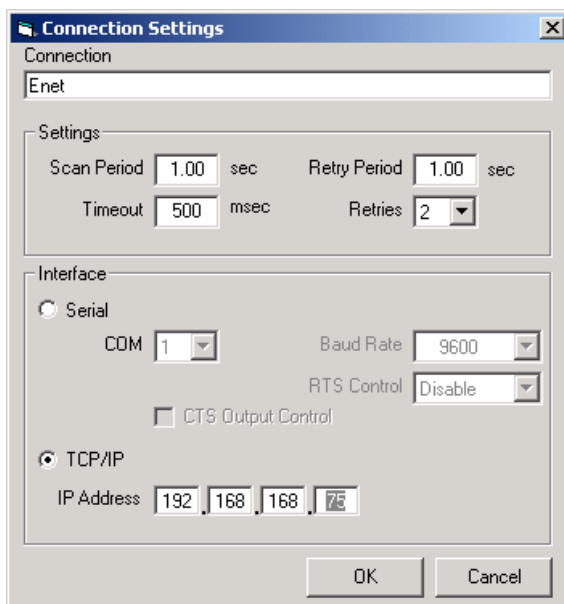 Connection Settings
Connection
Enet
Settings
Scan Period 1.00 sec Retry Period 1.00 sec
Timeout 500 msec Retries 2
Interface
Serial
COM 1 Baud Rate 9600
RTS Control Disable
CTS Output Control
TCP/IP
IP Address 192 . 168 . 168 . 75
OK Cancel